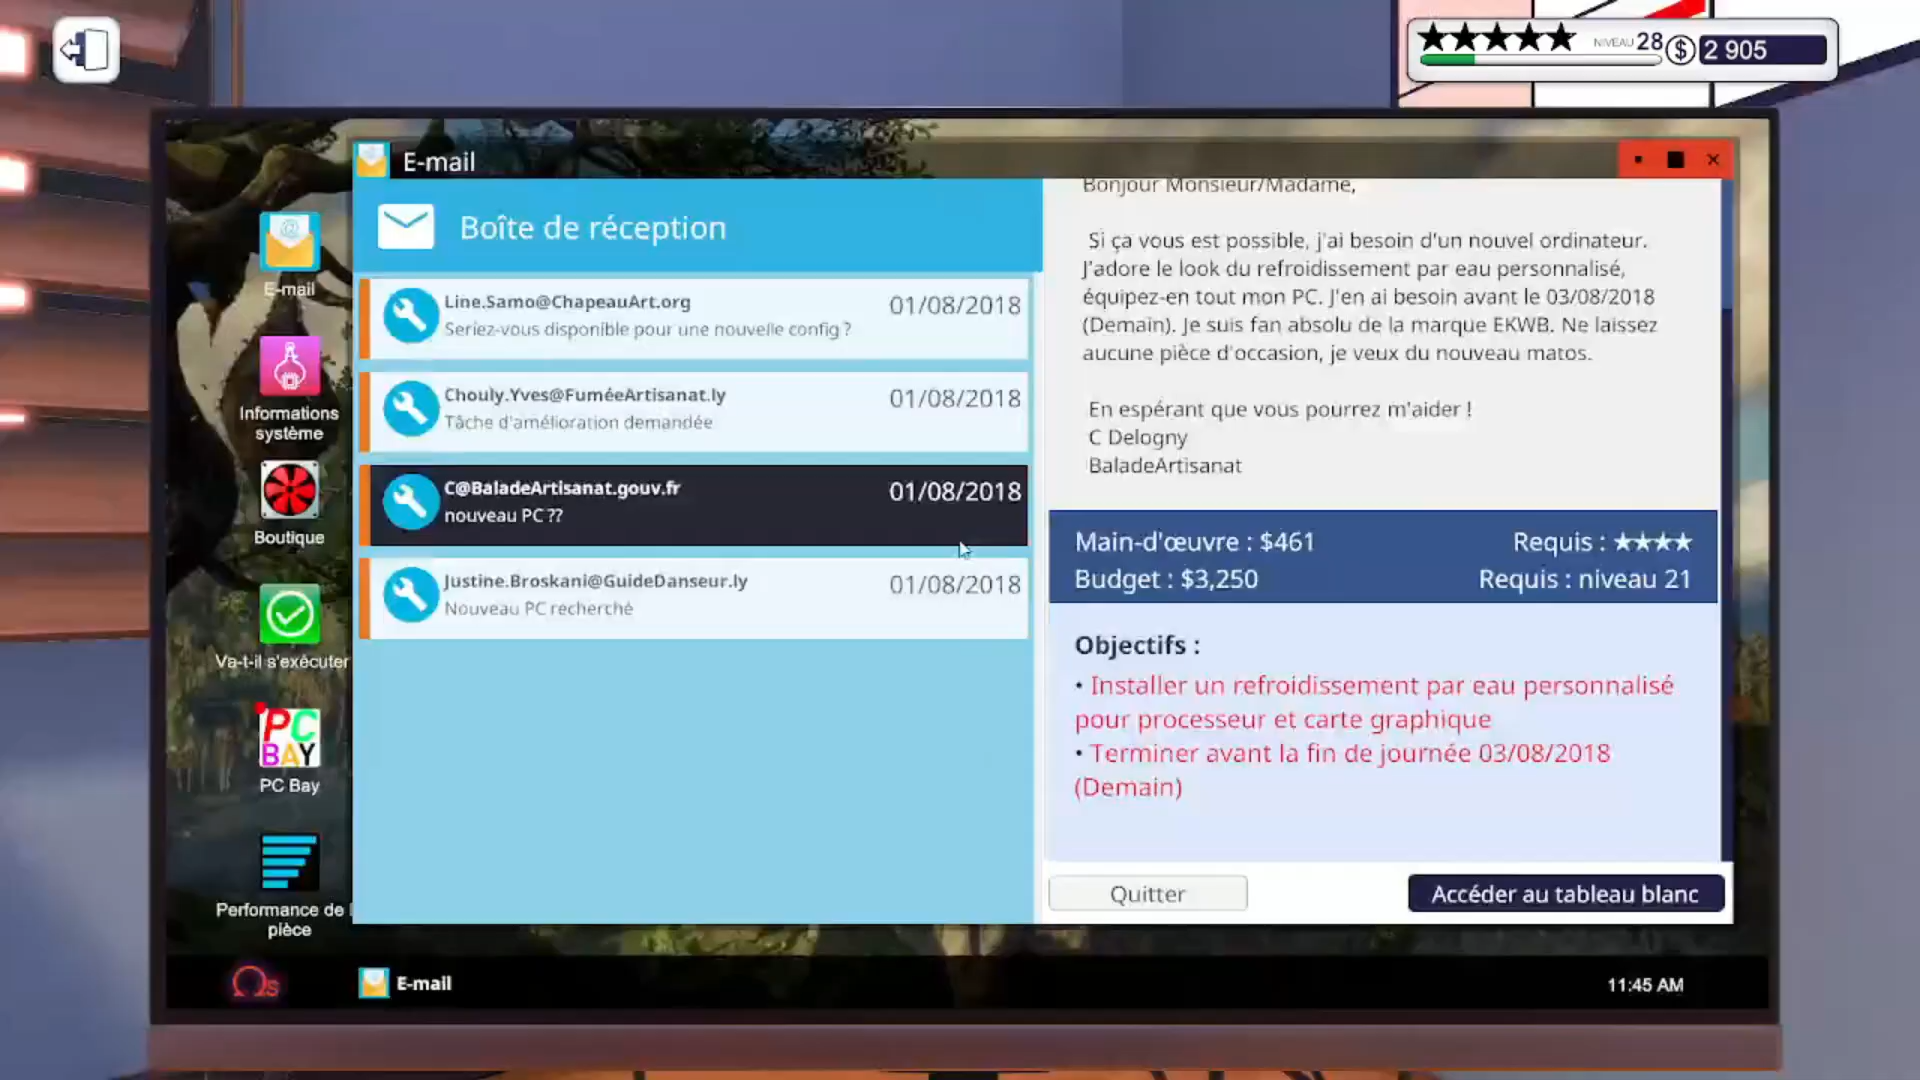 NIVEAU 28 $ 2 905
E-mail
Boîte de réception
Line.Samo@ChapeauArt.org 01/08/2018
Seriez-vous disponible pour une nouvelle config ?
Chouly.Yves@FuméeArtisanat.ly 01/08/2018
Tâche d'amélioration demandée
C@BaladeArtisanat.gouv.fr 01/08/2018
nouveau PC ??
Justine.Broskani@GuideDanseur.ly 01/08/2018
Nouveau PC recherché
Bonjour Monsieur/Madame,
Si ça vous est possible, j'ai besoin d'un nouvel ordinateur.
J'adore le look du refroidissement par eau personnalisé,
équipez-en tout mon PC. J'en ai besoin avant le 03/08/2018
(Demain). Je suis fan absolu de la marque EKWB. Ne laissez
aucune pièce d'occasion, je veux du nouveau matos.
En espérant que vous pourrez m'aider !
C Delogny
BaladeArtisanat
Main-d'œuvre : $461
Requis : ★★★★
Budget : $3,250
Requis : niveau 21
Objectifs :
• Installer un refroidissement par eau personnalisé
pour processeur et carte graphique
• Terminer avant la fin de journée 03/08/2018
(Demain)
Quitter
Accéder au tableau blanc
E-mail
Informations
système
Boutique
Va-t-il s'exécuter
PC
BAY
PC Bay
Performance de
pièce
Ωs
E-mail
11:45 AM